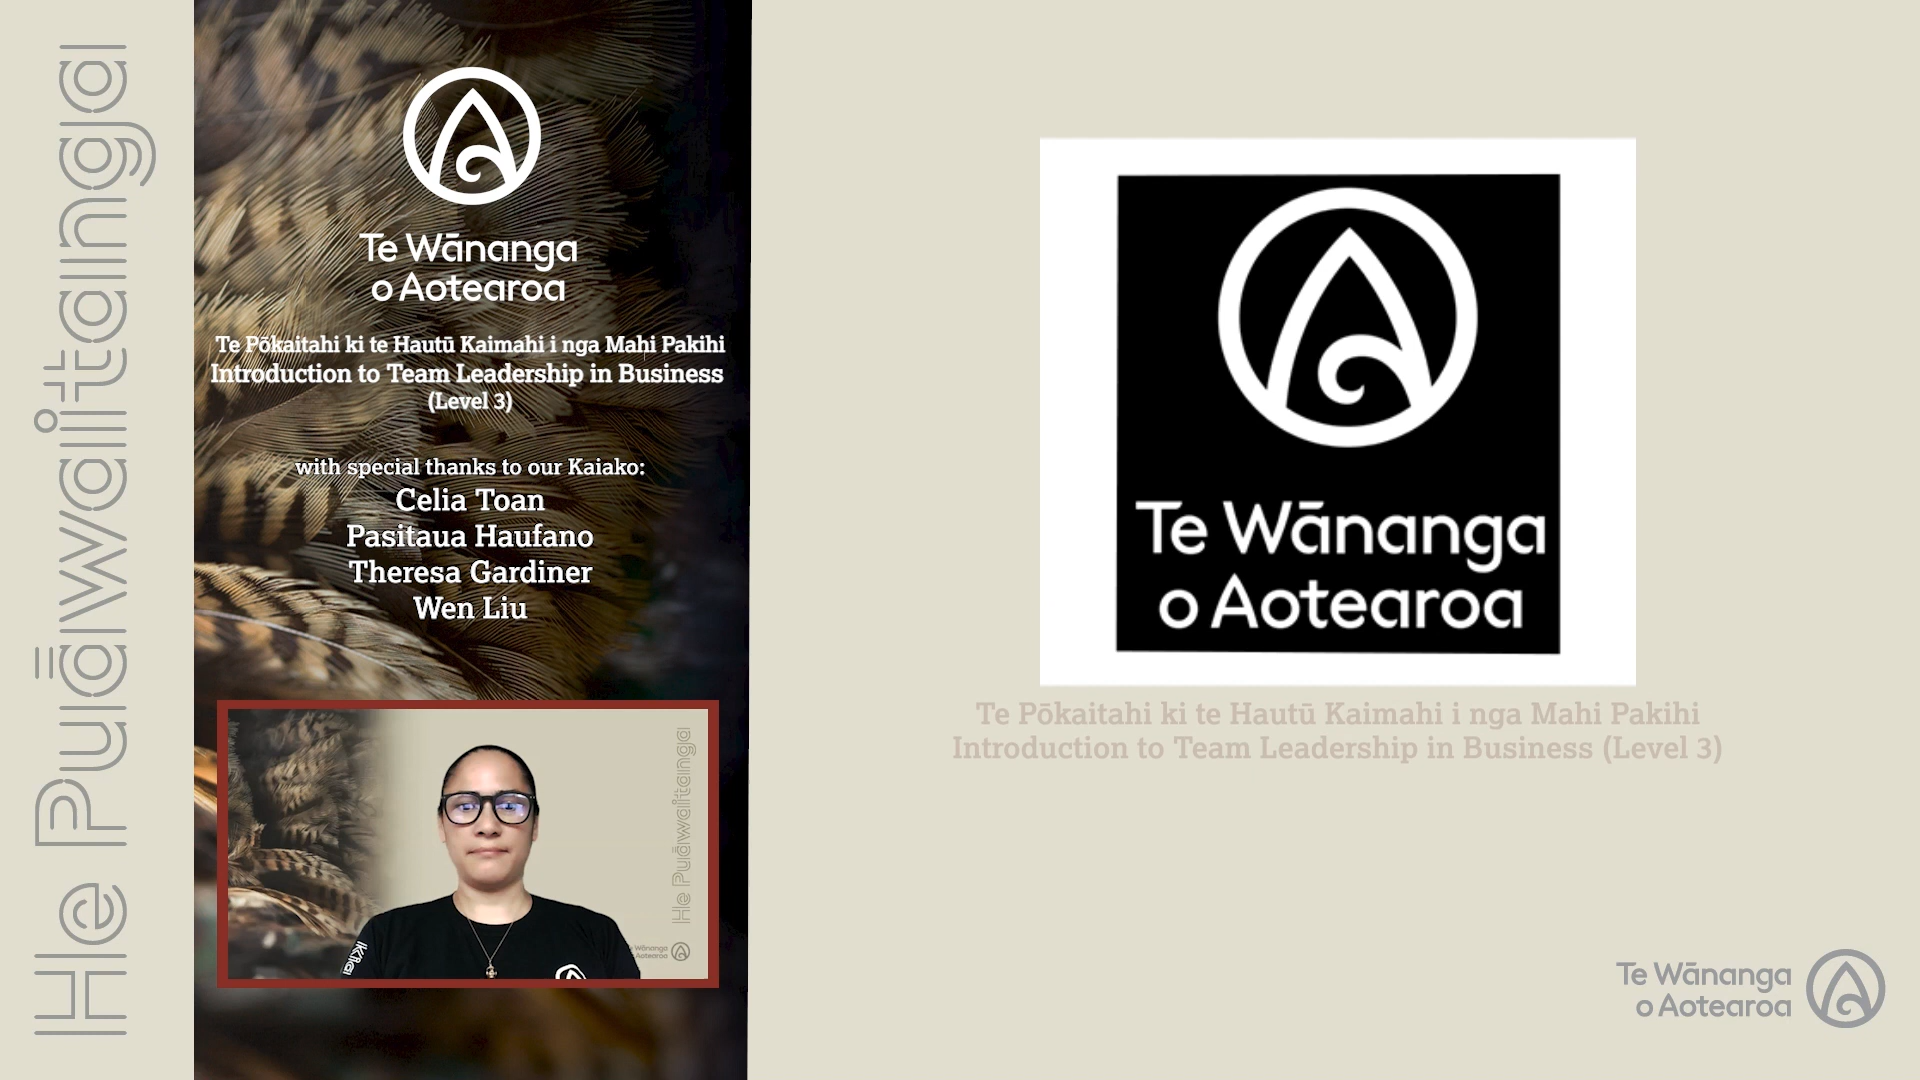 He Puāwaitanga
Te Wānanga
o Aotearoa
Te Pōkaitahi ki te Hautū Kaimahi i nga Mahi Pakihi
Introduction to Team Leadership in Business
(Level 3)
with special thanks to our Kaiako:
Celia Toan
Pasitaua Haufano
Theresa Gardiner
Wen Liu
He Puāwaitanga
Te Wānanga
o Aotearoa
Te Wānanga
o Aotearoa
Te Pōkaitahi ki te Hautū Kaimahi i nga Mahi Pakihi
Introduction to Team Leadership in Business (Level 3)
Te Wānanga
o Aotearoa